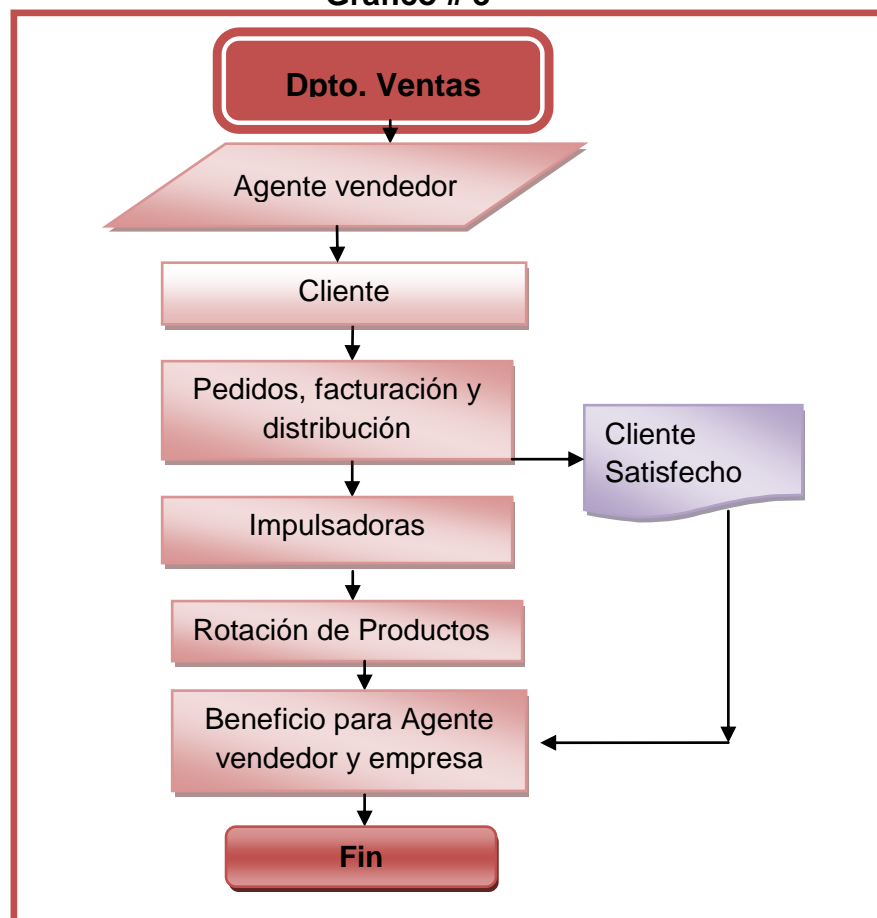 Dpto. Ventas
Agente vendedor
Cliente
Pedidos, facturación y
distribución
Cliente
Satisfecho
Impulsadoras
Rotación de Productos
Beneficio para Agente
vendedor y empresa
Fin